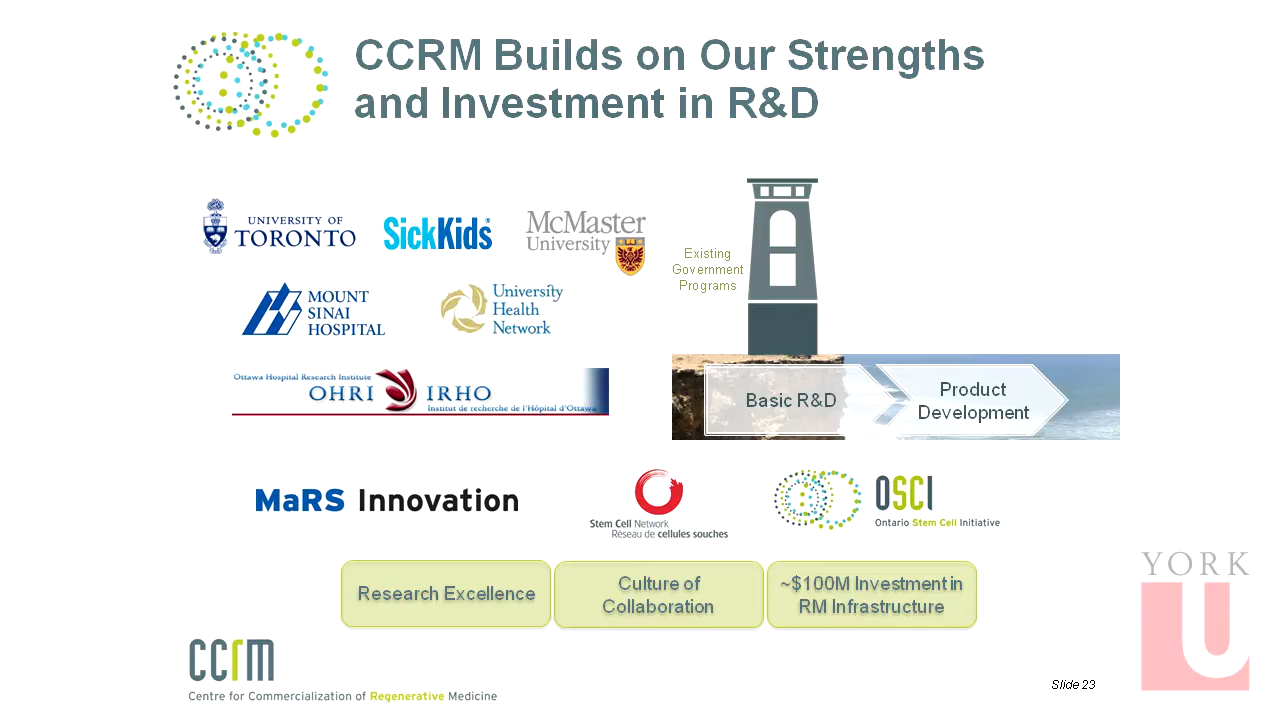 CCRM Builds on Our Strengths
and Investment in R&D
UNIVERSITY OF
TORONTO
SickKids®
McMaster
University
MOUNT
SINAI
HOSPITAL
University
Health
Network
Ottawa Hospital Research Institute
OHRI IRHO
Institut de recherche de l'Hôpital d'Ottawa
Existing
Government
Programs
Basic R&D
Product
Development
MaRS Innovation
Stem Cell Network
Réseau de cellules souches
OSCI
Ontario Stem Cell Initiative
Research Excellence
Culture of
Collaboration
~$100M Investment in
RM Infrastructure
ccrm
Centre for Commercialization of Regenerative Medicine
Slide 23
YORK
U